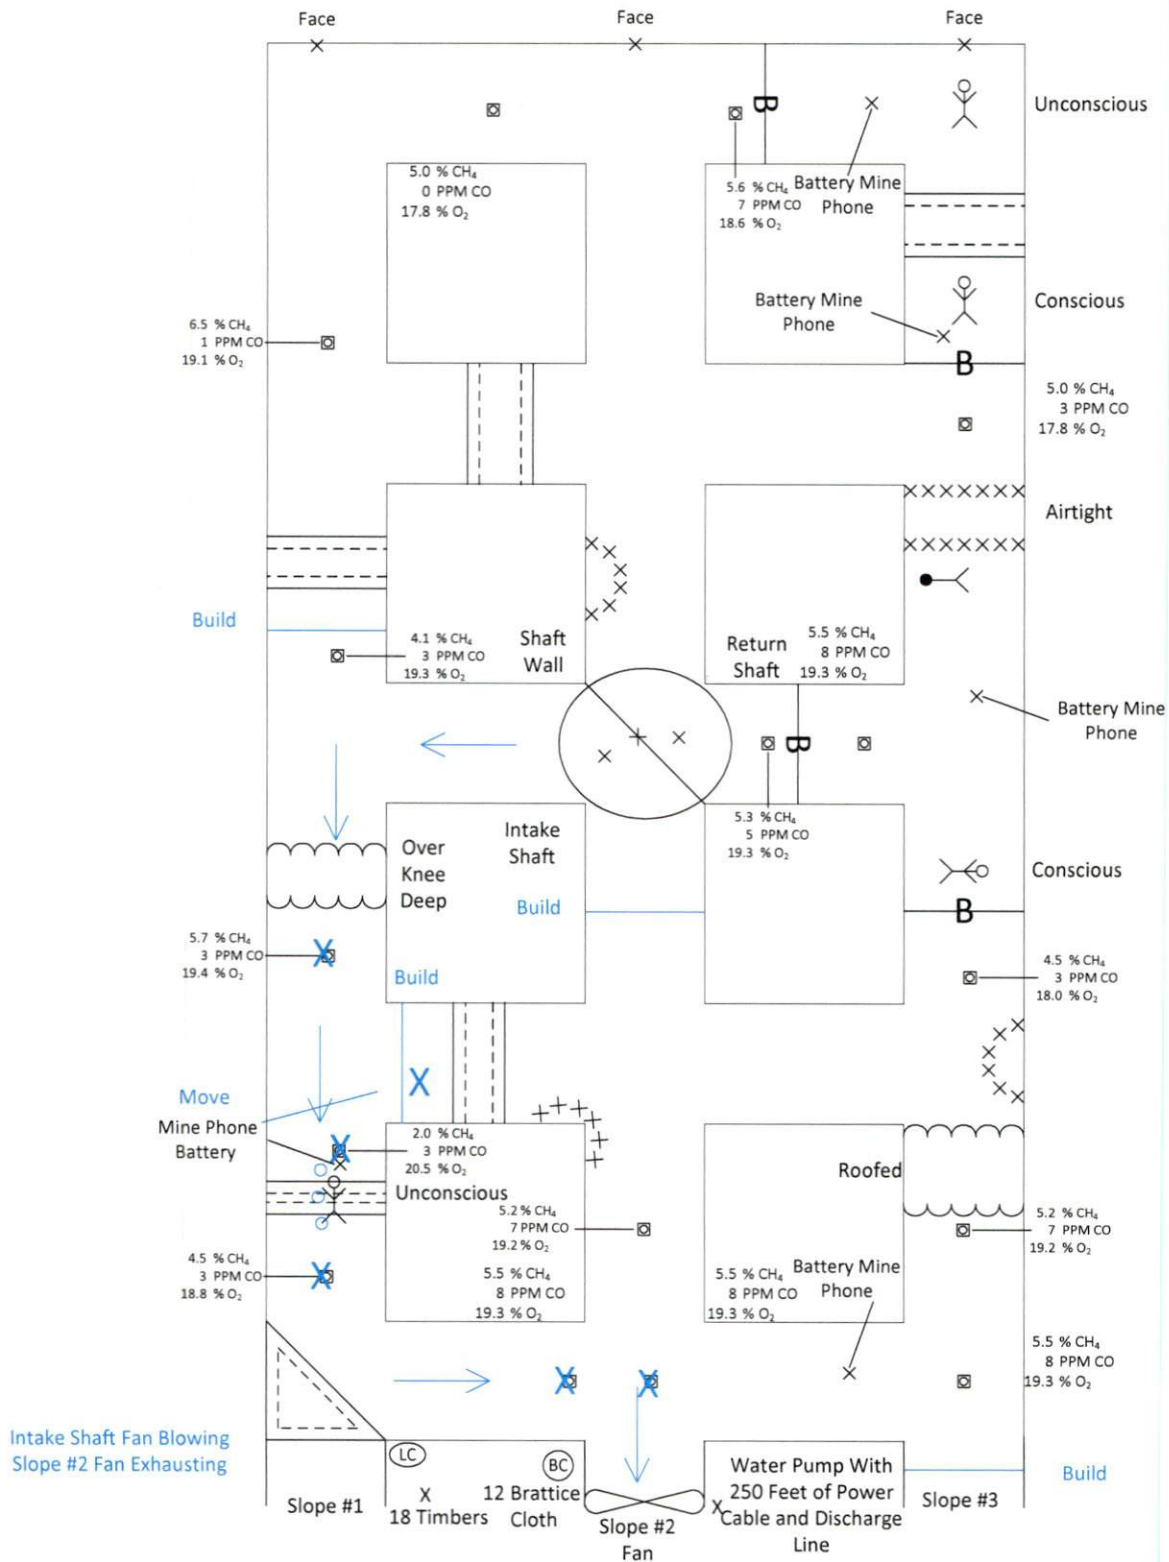 Face
Face
Face
B
Unconscious
5.0 % CH₄
0 PPM CO
17.8 % O₂
5.6 % CH₄
7 PPM CO
18.6 % O₂
Battery Mine
Phone
Battery Mine
Phone
Conscious
6.5 % CH₄
1 PPM CO
19.1 % O₂
B
5.0 % CH₄
3 PPM CO
17.8 % O₂
Airtight
Build
4.1 % CH₄
3 PPM CO
19.3 % O₂
Shaft
Wall
Return
Shaft
5.5 % CH₄
8 PPM CO
19.3 % O₂
Battery Mine
Phone
B
5.3 % CH₄
5 PPM CO
19.3 % O₂
Over
Knee
Deep
Intake
Shaft
Build
Conscious
B
5.7 % CH₄
3 PPM CO
19.4 % O₂
Build
4.5 % CH₄
3 PPM CO
18.0 % O₂
X
Move
Mine Phone
Battery
2.0 % CH₄
3 PPM CO
20.5 % O₂
Unconscious
5.2 % CH₄
7 PPM CO
19.2 % O₂
Roofed
5.2 % CH₄
7 PPM CO
19.2 % O₂
4.5 % CH₄
3 PPM CO
18.8 % O₂
5.5 % CH₄
8 PPM CO
19.3 % O₂
5.5 % CH₄
8 PPM CO
19.3 % O₂
Battery Mine
Phone
5.5 % CH₄
8 PPM CO
19.3 % O₂
Intake Shaft Fan Blowing
Slope #2 Fan Exhausting
LC
BC
Slope #1
X
18 Timbers
12 Brattice
Cloth
Slope #2
Fan
X
Water Pump With
250 Feet of Power
Cable and Discharge
Line
Slope #3
Build